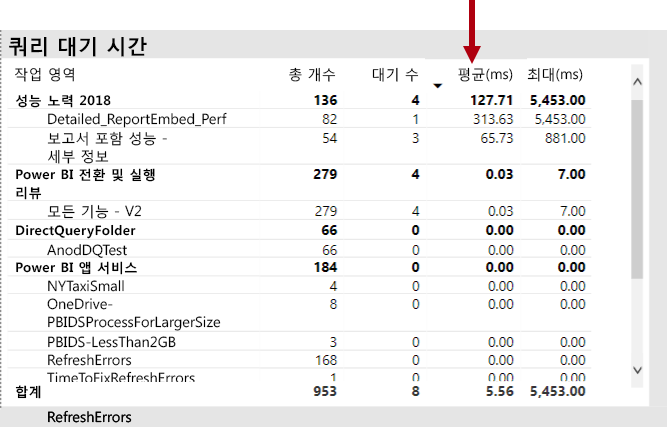 쿼리 대기 시간
작업 영역 총 개수 대기 수 평균(ms) 최대(ms)
성능 노력 2018 136 4 127.71 5,453.00
Detailed_ReportEmbed_Perf 82 1 313.63 5,453.00
보고서 포함 성능 - 54 3 65.73 881.00
세부 정보
Power BI 전환 및 실행 279 4 0.03 7.00
리뷰
모든 기능 - V2 279 4 0.03 7.00
DirectQueryFolder 66 0 0.00 0.00
AnodDQTest 66 0 0.00 0.00
Power BI 앱 서비스 184 0 0.00 0.00
NYTaxiSmall 4 0 0.00 0.00
OneDrive- 8 0 0.00 0.00
PBIDSProcessForLargerSize
PBIDS-LessThan2GB 3 0 0.00 0.00
RefreshErrors 168 0 0.00 0.00
TimeToFixRefreshErrors 1 0 0.00 0.00
합계 953 8 5.56 5,453.00
RefreshErrors